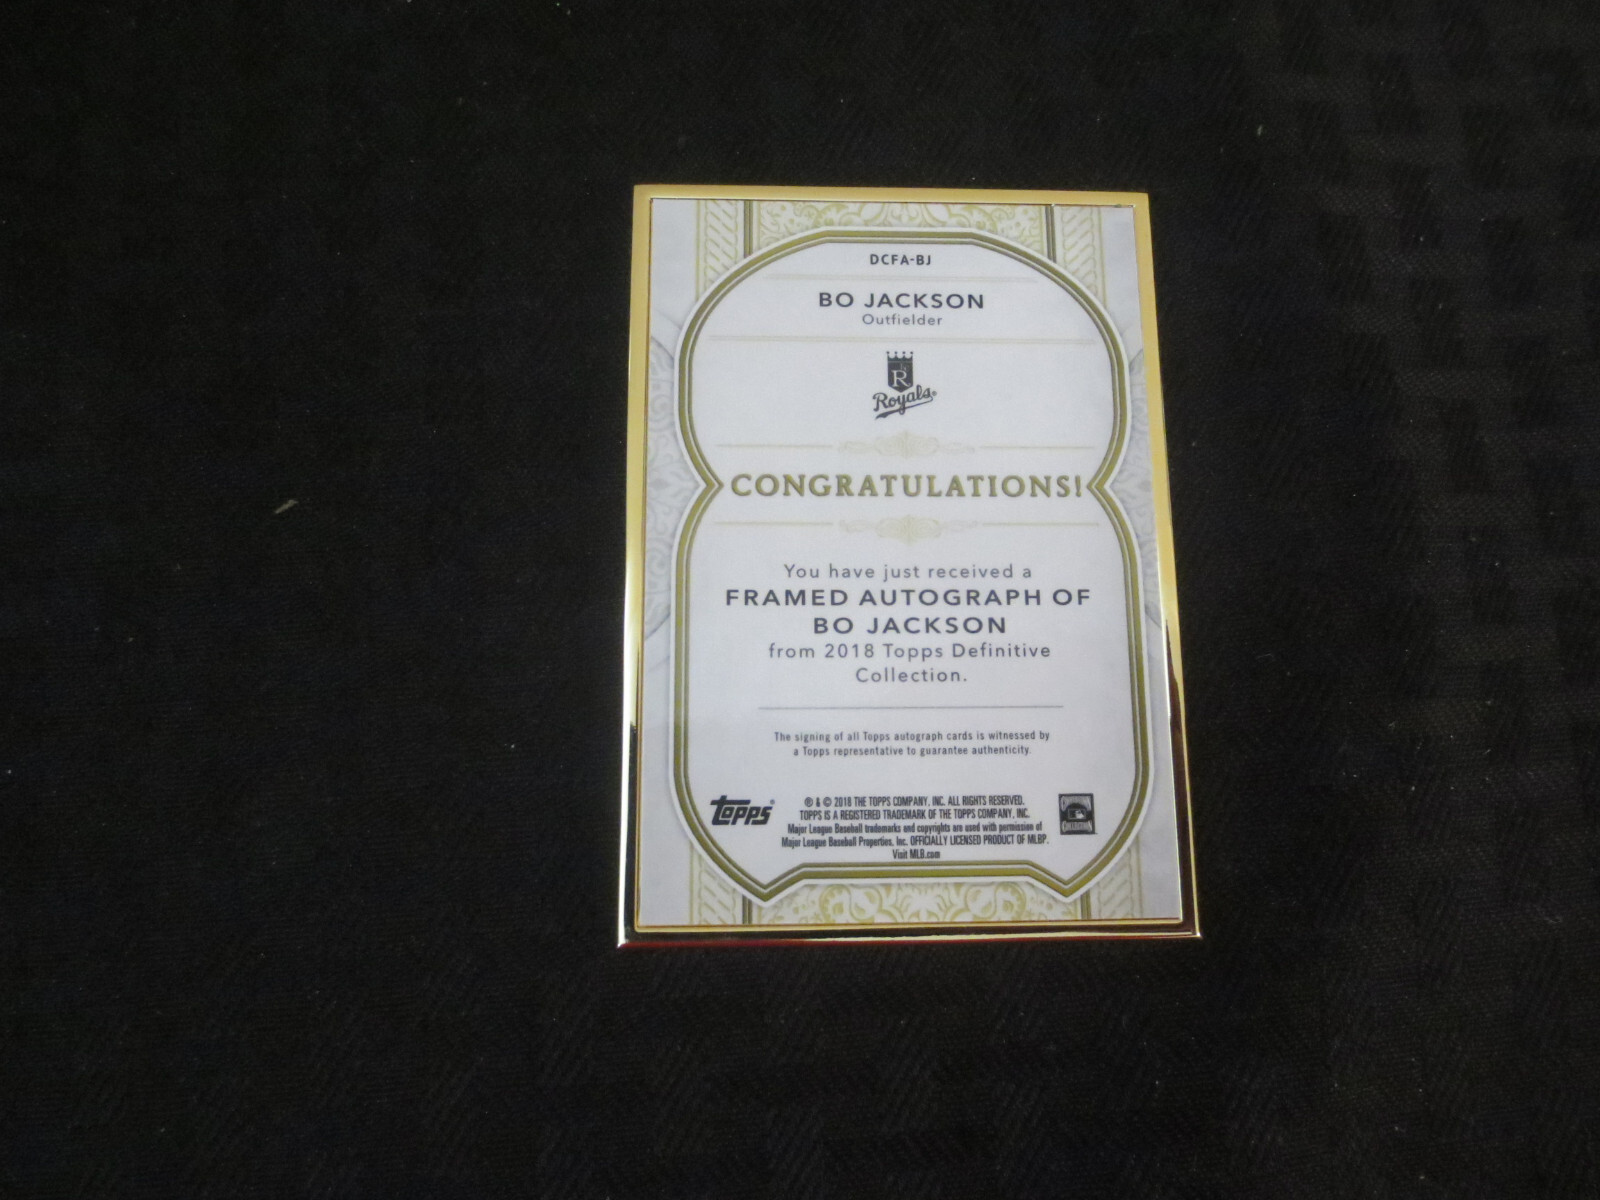 DCFA-BJ
BO JACKSON
Outfielder
R
Royals
CONGRATULATIONS!
You have just received a
FRAMED AUTOGRAPH OF
BO JACKSON
from 2018 Topps Definitive
Collection.
The signing of all Topps autograph cards is witnessed by
a Topps representative to guarantee authenticity.
Topps®
® & © 2018 THE TOPPS COMPANY, INC. ALL RIGHTS RESERVED.
TOPPS IS A REGISTERED TRADEMARK OF THE TOPPS COMPANY, INC.
Major League Baseball trademarks and copyrights are used with permission of
Major League Baseball Properties, Inc. OFFICIALLY LICENSED PRODUCT OF MLBP.
Visit MLB.com